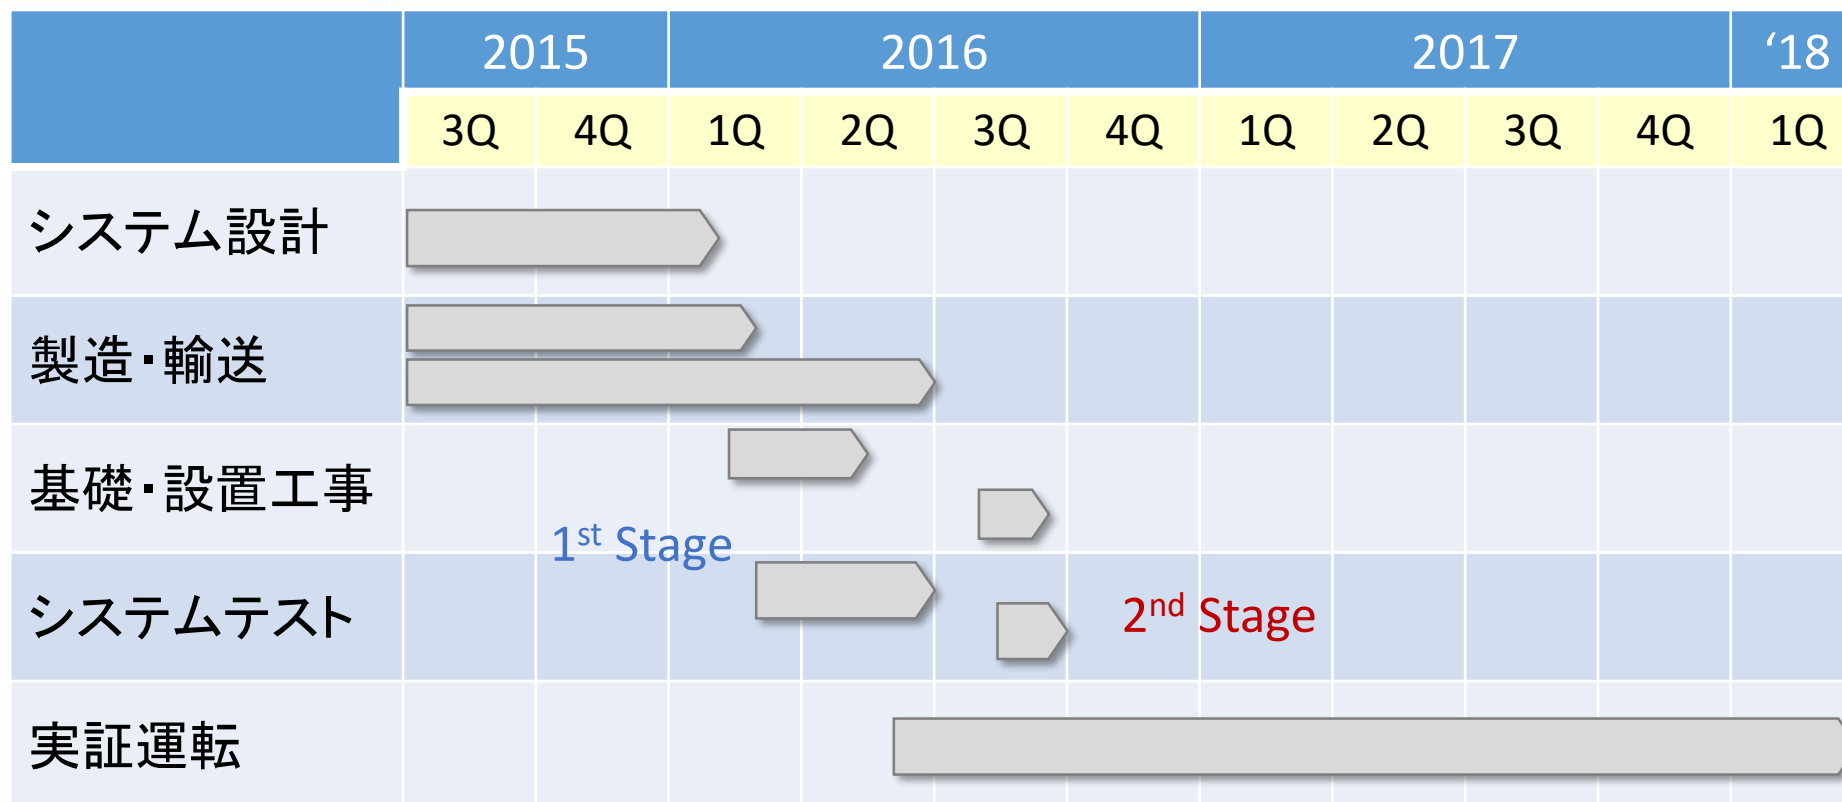 2015 2016 2017 ‘18
3Q 4Q 1Q 2Q 3Q 4Q 1Q 2Q 3Q 4Q 1Q
システム設計
製造・輸送
基礎・設置工事
1st Stage
システムテスト
2nd Stage
実証運転